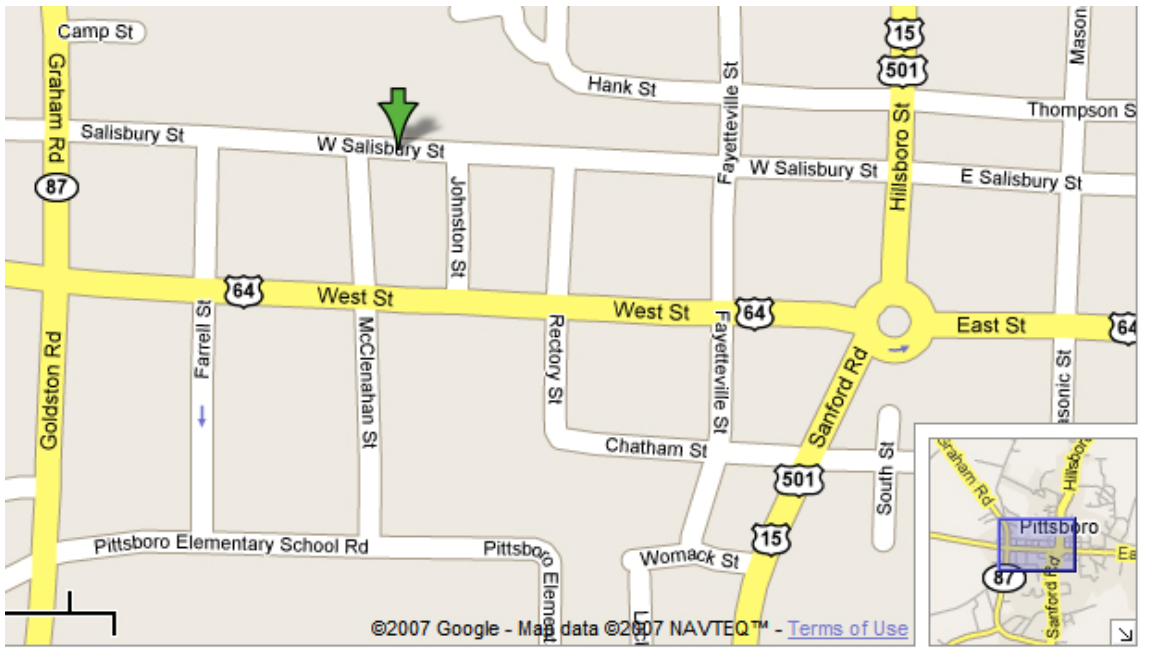 Camp St
15
501
Mason
Graham Rd
Hank St
Fayetteville St
Thompson S
Salisbury St
W Salisbury St
Hillsboro St
W Salisbury St
E Salisbury St
87
Johnston St
64
West St
West St
64
East St
64
Farrell St
McClenahan St
Rectory St
Fayetteville St
Sanford Rd
Goldston Rd
asonic St
Chatham St
501
South St
Graham Rd
Hillsbor
Pittsboro
Ea
87
Sanford Rd
Pittsboro Elementary School Rd
Pittsboro Element
Womack St
15
©2007 Google - Map data ©2007 NAVTEQ™ - Terms of Use